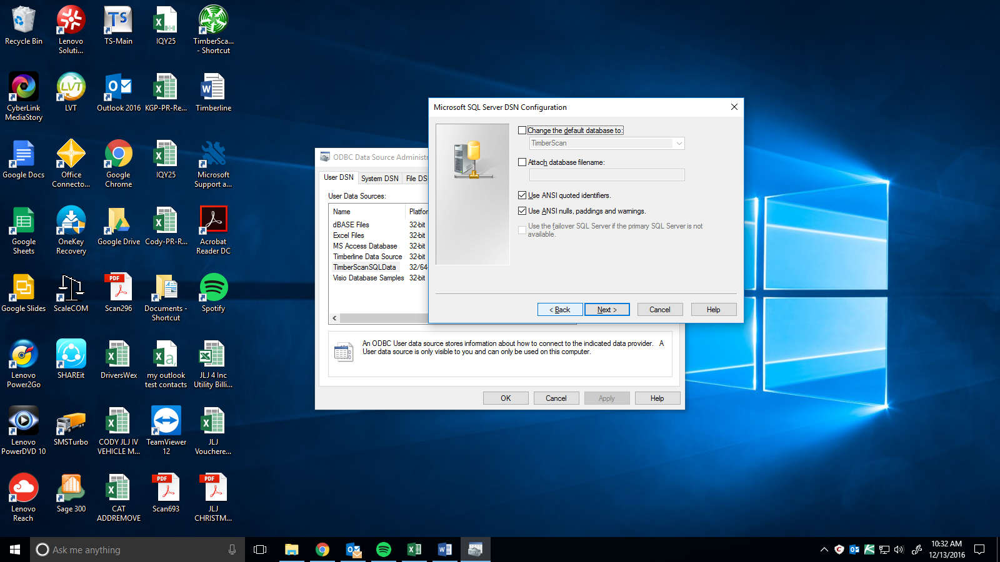 Recycle Bin
Lenovo
Soluti...
TS-Main
IQY25
TimberSca...
- Shortcut
CyberLink
MediaStory
LVT
Outlook 2016
KGP-PR-Re...
Timberline
Google Docs
Office
Connecto...
Google
Chrome
IQY25
Microsoft
Support a...
Google
Sheets
OneKey
Recovery
Google Drive
Cody-PR-R...
Acrobat
Reader DC
Google Slides
ScaleCOM
PDF
Scan296
Documents -
Shortcut
Spotify
Lenovo
Power2Go
SHAREit
DriversWex
my outlook
test contacts
JLJ 4 Inc
Utility Billi...
Lenovo
PowerDVD 10
SMSTurbo
CODY JLJ IV
VEHICLE M...
TeamViewer
12
JLJ
Vouchere...
Lenovo
Reach
Sage 300
CAT
ADDREMOVE
PDF
Scan693
PDF
JLJ
CHRISTM...
ODBC Data Source Administr
User DSN
System DSN
File DS
User Data Sources:
Name
Platfor
dBASE Files
32-bit
Excel Files
32-bit
MS Access Database
32-bit
Timberline Data Source
32-bit
TimberScanSQLData
32/64-
Visio Database Samples
32-bit
An ODBC User data source stores information about how to connect to the indicated data provider. A
User data source is only visible to you and can only be used on this computer.
OK
Cancel
Apply
Help
Microsoft SQL Server DSN Configuration
Change the default database to:
TimberScan
Attach database filename:
Use ANSI quoted identifiers.
Use ANSI nulls, paddings and warnings.
Use the failover SQL Server if the primary SQL Server is not
available.
< Back
Next >
Cancel
Help
Ask me anything
10:32 AM
12/13/2016